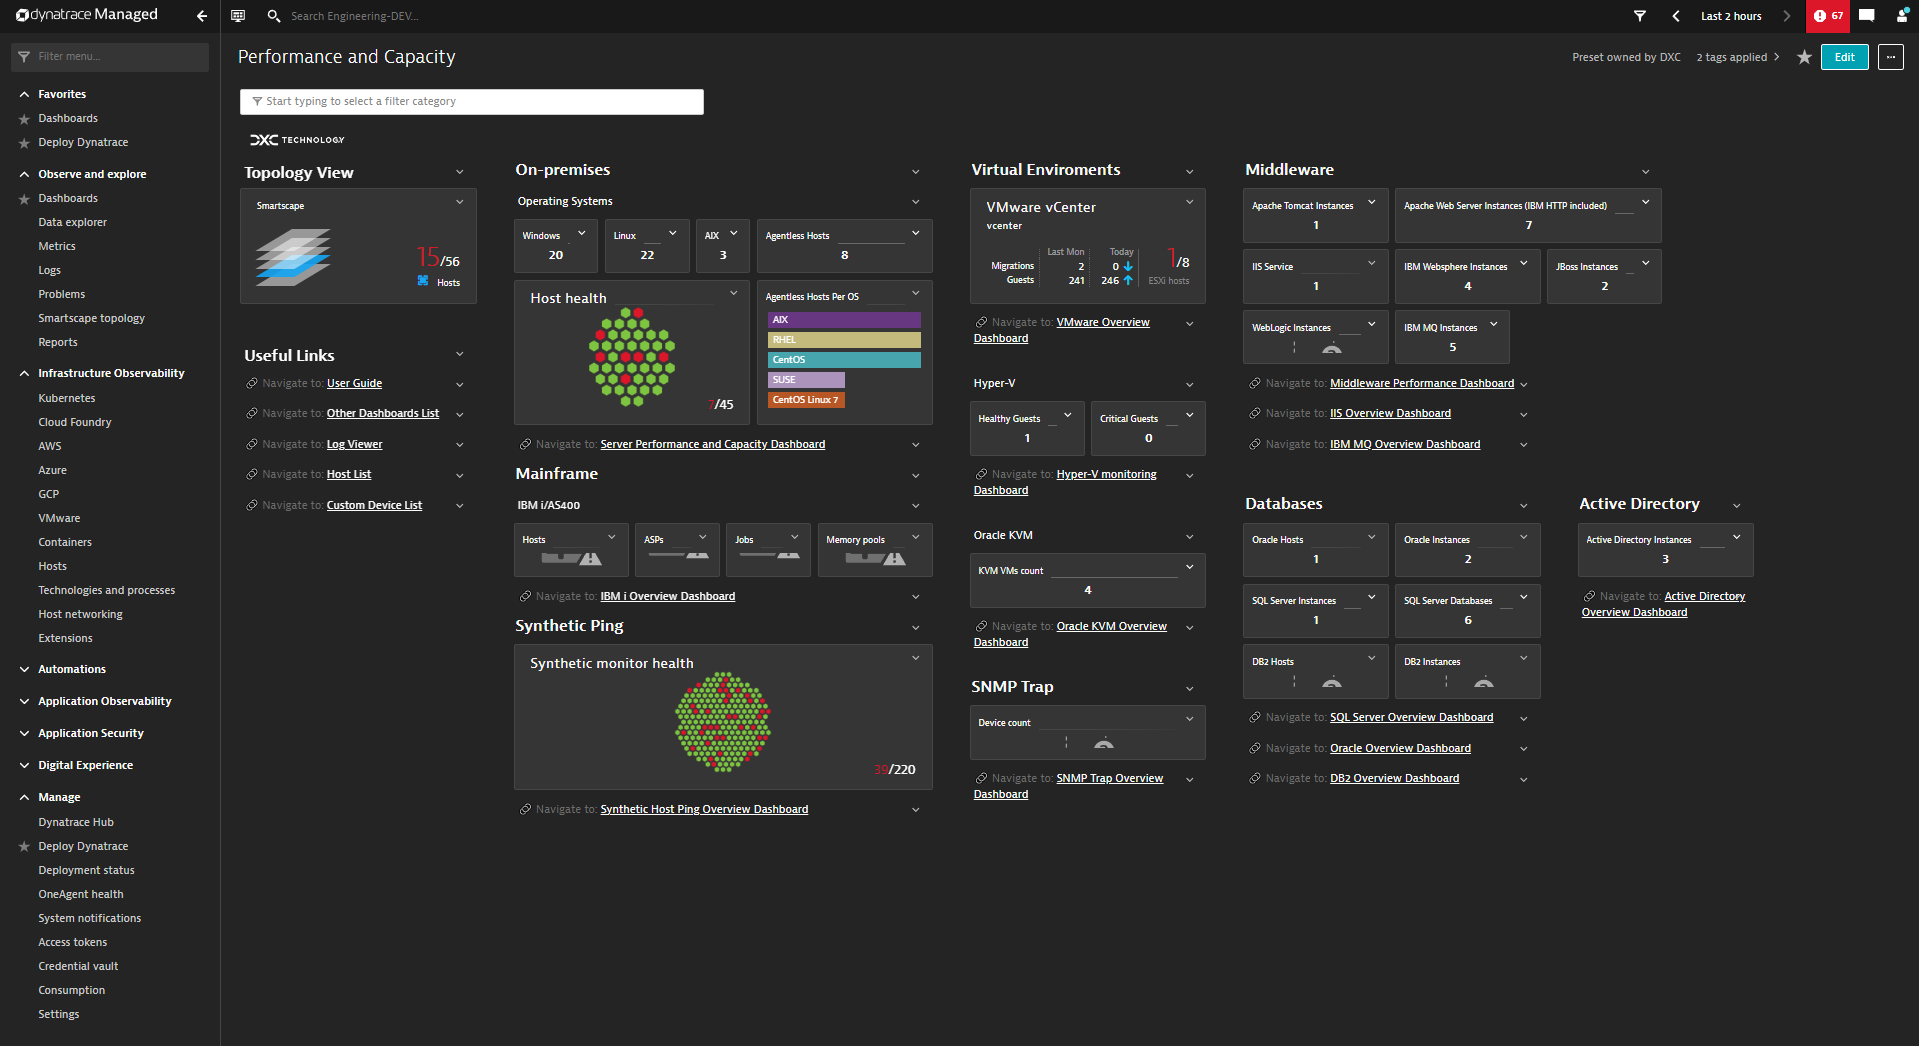 dynatrace Managed
Search Engineering-DEV...
Last 2 hours
67
Filter menu...
Favorites
Dashboards
Deploy Dynatrace
Observe and explore
Dashboards
Data explorer
Metrics
Logs
Problems
Smartscape topology
Reports
Infrastructure Observability
Kubernetes
Cloud Foundry
AWS
Azure
GCP
VMware
Containers
Hosts
Technologies and processes
Host networking
Extensions
Automations
Application Observability
Application Security
Digital Experience
Manage
Dynatrace Hub
Deploy Dynatrace
Deployment status
OneAgent health
System notifications
Access tokens
Credential vault
Consumption
Settings
Performance and Capacity
Preset owned by DXC
2 tags applied
Edit
...
Start typing to select a filter category
DXC TECHNOLOGY
Topology View
Smartscape
15/56
Hosts
Useful Links
Navigate to: User Guide
Navigate to: Other Dashboards List
Navigate to: Log Viewer
Navigate to: Host List
Navigate to: Custom Device List
On-premises
Operating Systems
Windows
20
Linux
22
AIX
3
Agentless Hosts
8
Host health
7/45
Agentless Hosts Per OS
AIX
RHEL
CentOS
SUSE
CentOS Linux 7
Navigate to: Server Performance and Capacity Dashboard
Mainframe
IBM i/AS400
Hosts
ASPs
Jobs
Memory pools
Navigate to: IBM i Overview Dashboard
Synthetic Ping
Synthetic monitor health
39/220
Navigate to: Synthetic Host Ping Overview Dashboard
Virtual Enviroments
VMware vCenter
vcenter
Last Mon Today
Migrations 2 0
Guests 241 246
1/8
ESXi hosts
Navigate to: VMware Overview
Dashboard
Hyper-V
Healthy Guests
1
Critical Guests
0
Navigate to: Hyper-V monitoring
Dashboard
Oracle KVM
KVM VMs count
4
Navigate to: Oracle KVM Overview
Dashboard
SNMP Trap
Device count
Navigate to: SNMP Trap Overview
Dashboard
Middleware
Apache Tomcat Instances
1
Apache Web Server Instances (IBM HTTP included)
7
IIS Service
1
IBM Websphere Instances
4
JBoss Instances
2
WebLogic Instances
IBM MQ Instances
5
Navigate to: Middleware Performance Dashboard
Navigate to: IIS Overview Dashboard
Navigate to: IBM MQ Overview Dashboard
Databases
Oracle Hosts
1
Oracle Instances
2
SQL Server Instances
1
SQL Server Databases
6
DB2 Hosts
DB2 Instances
Navigate to: SQL Server Overview Dashboard
Navigate to: Oracle Overview Dashboard
Navigate to: DB2 Overview Dashboard
Active Directory
Active Directory Instances
3
Navigate to: Active Directory
Overview Dashboard